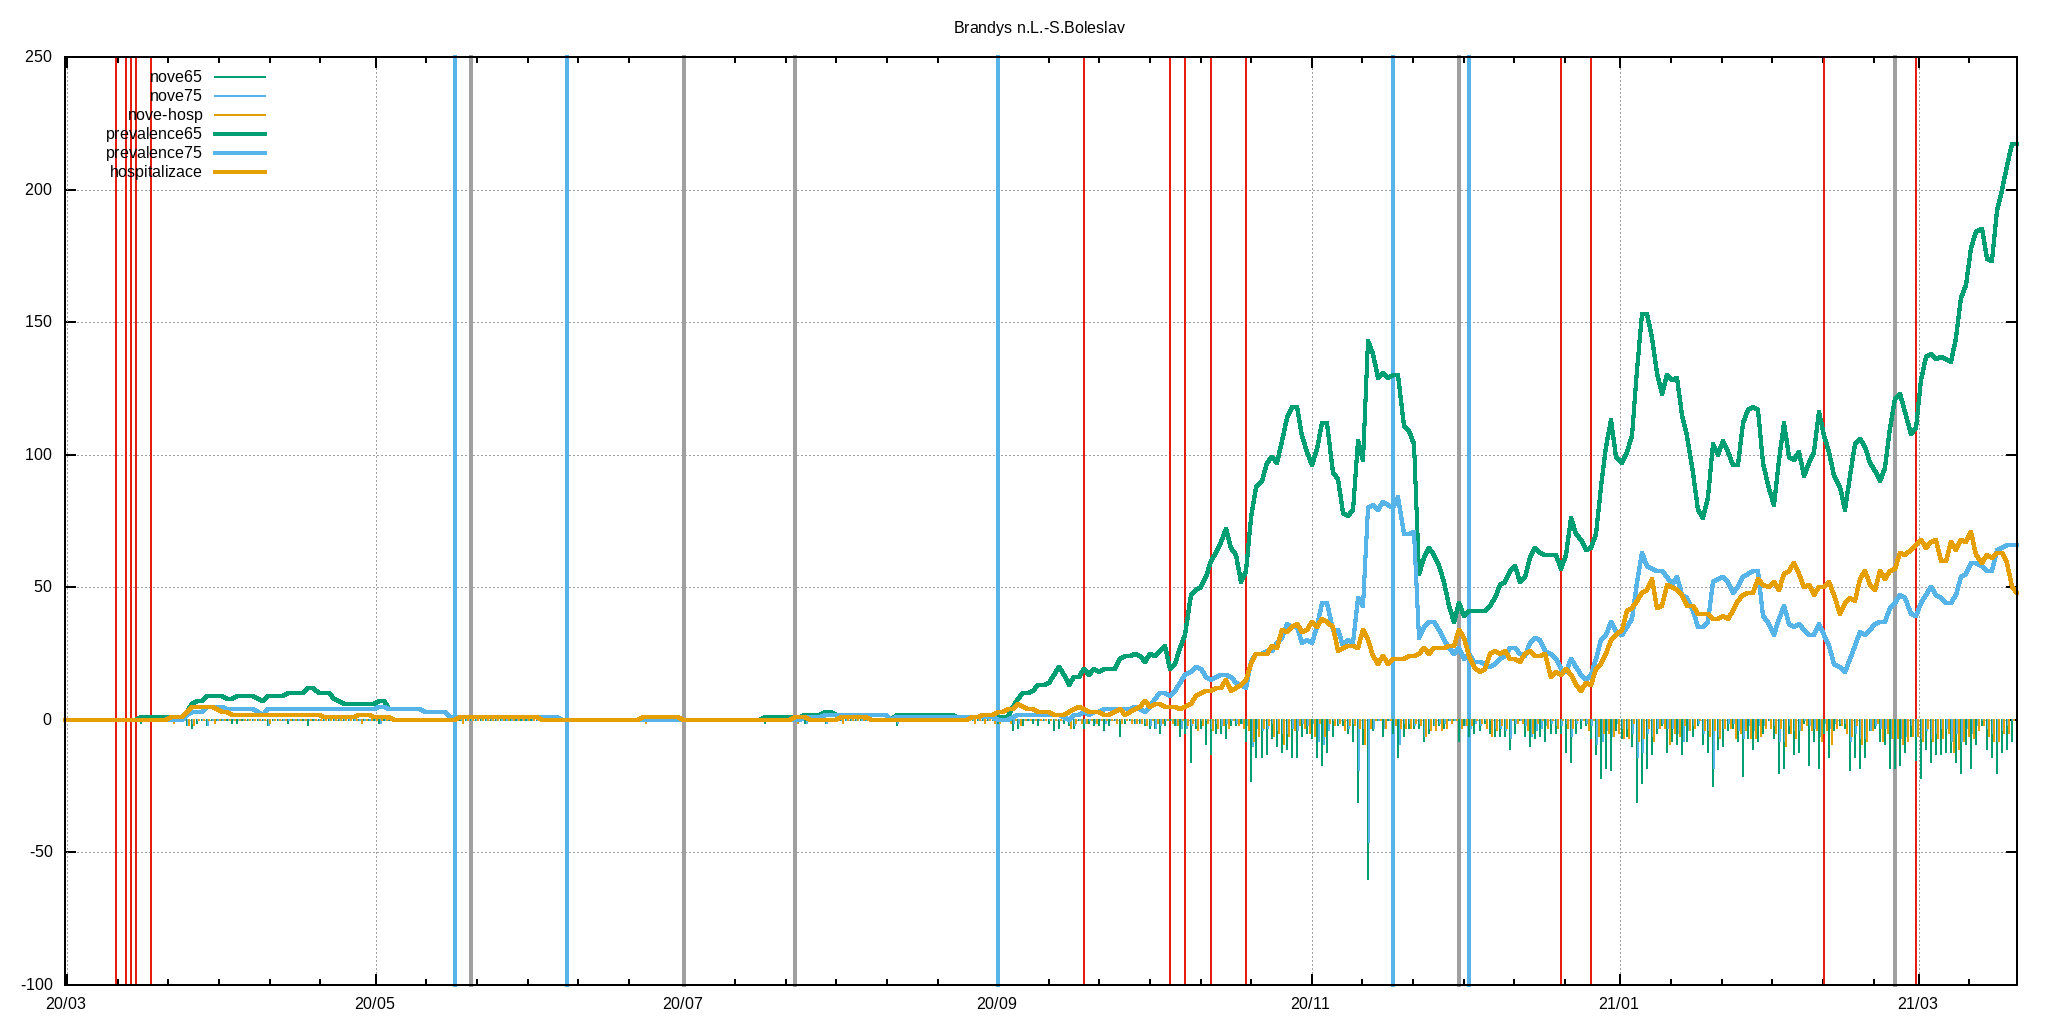 Brandys n.L.-S.Boleslav
250
200
150
100
50
0
-50
-100
nove65
nove75
nove-hosp
prevalence65
prevalence75
hospitalizace
20/03 20/05 20/07 20/09 20/11 21/01 21/03